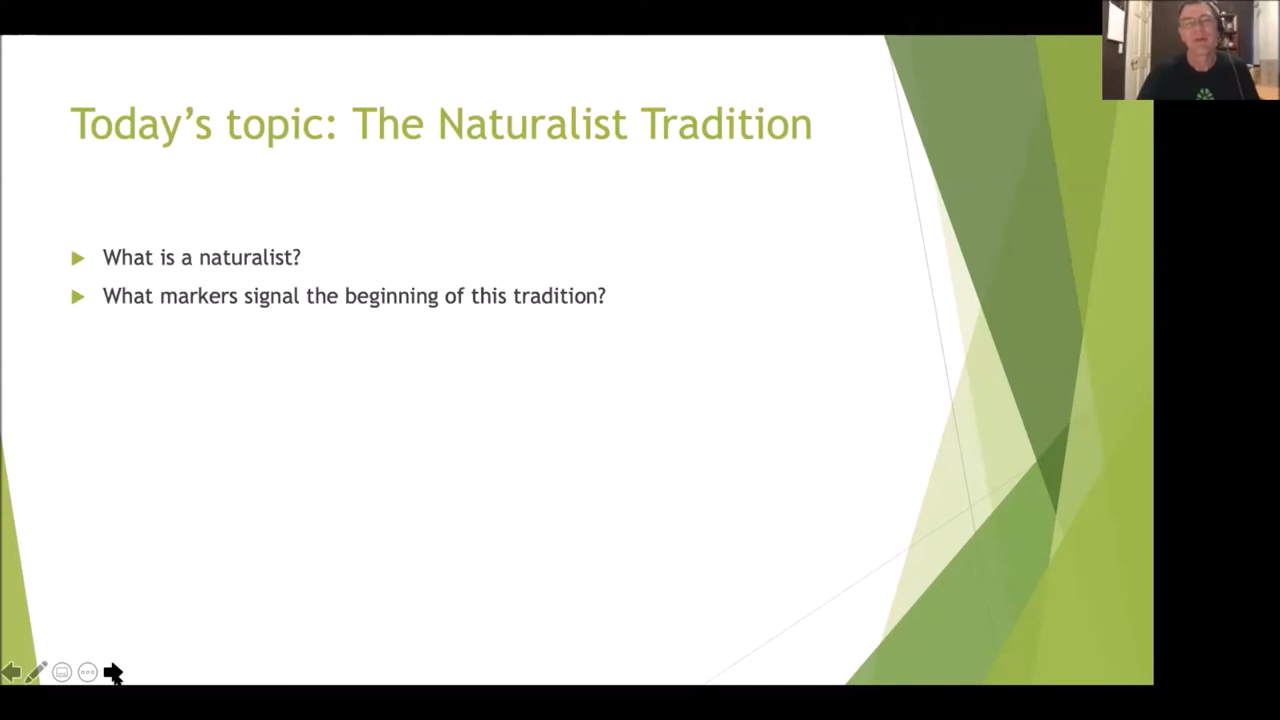 Today's topic: The Naturalist Tradition
What is a naturalist?
What markers signal the beginning of this tradition?